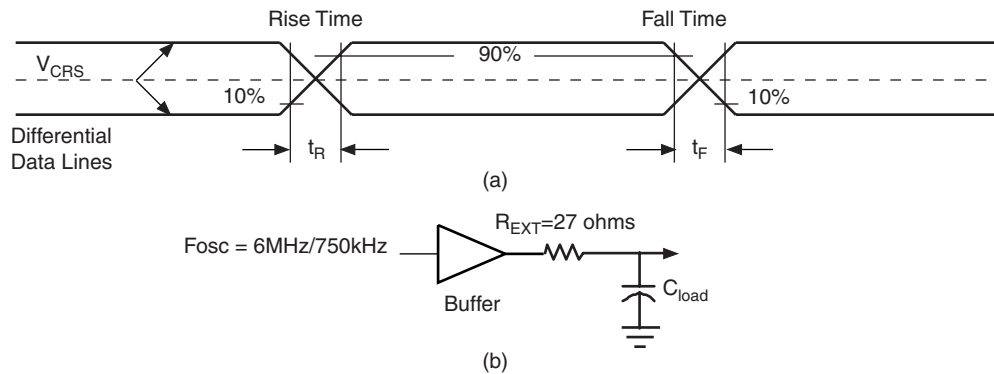 Rise Time
Fall Time
V_CRS
90%
10%
10%
Differential
Data Lines
t_R
t_F
(a)
R_EXT=27 ohms
Fosc = 6MHz/750kHz
Buffer
C_load
(b)